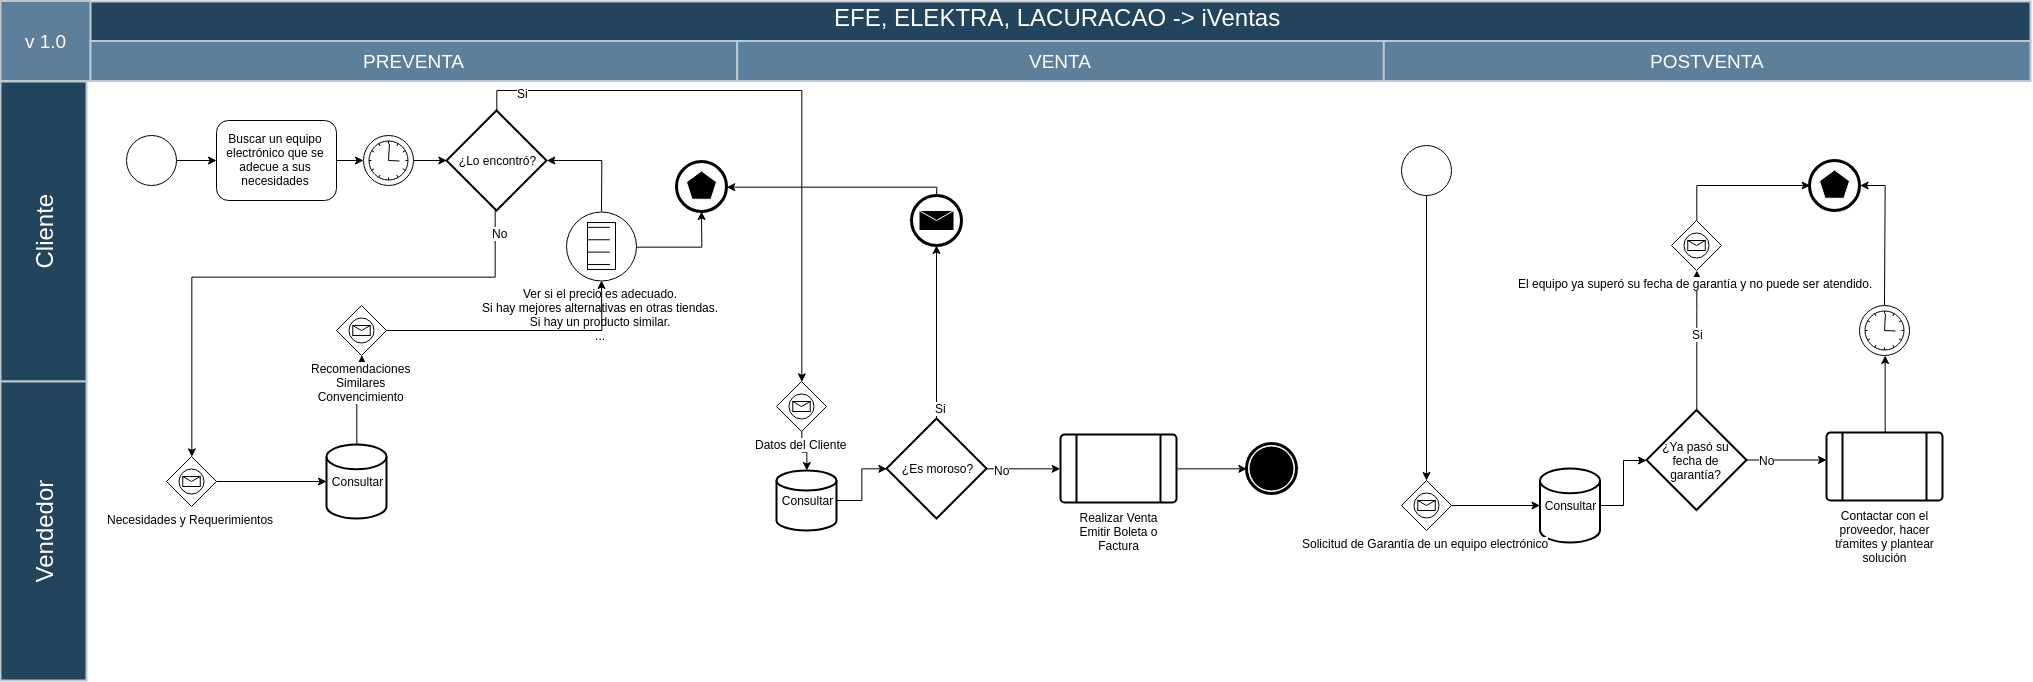 EFE, ELEKTRA, LACURACAO -> iVentas
v 1.0
PREVENTA
VENTA
POSTVENTA
Cliente
Vendedor
Buscar un equipo
electrónico que se
adecue a sus
necesidades
¿Lo encontró?
Si
No
Ver si el precio es adecuado.
Si hay mejores alternativas en otras tiendas.
Si hay un producto similar.
...
Recomendaciones
Similares
Convencimiento
Necesidades y Requerimientos
Consultar
Datos del Cliente
Consultar
¿Es moroso?
Si
No
Realizar Venta
Emitir Boleta o
Factura
Solicitud de Garantía de un equipo electrónico
Consultar
¿Ya pasó su
fecha de
garantía?
Si
No
El equipo ya superó su fecha de garantía y no puede ser atendido.
Contactar con el
proveedor, hacer
trámites y plantear
solución